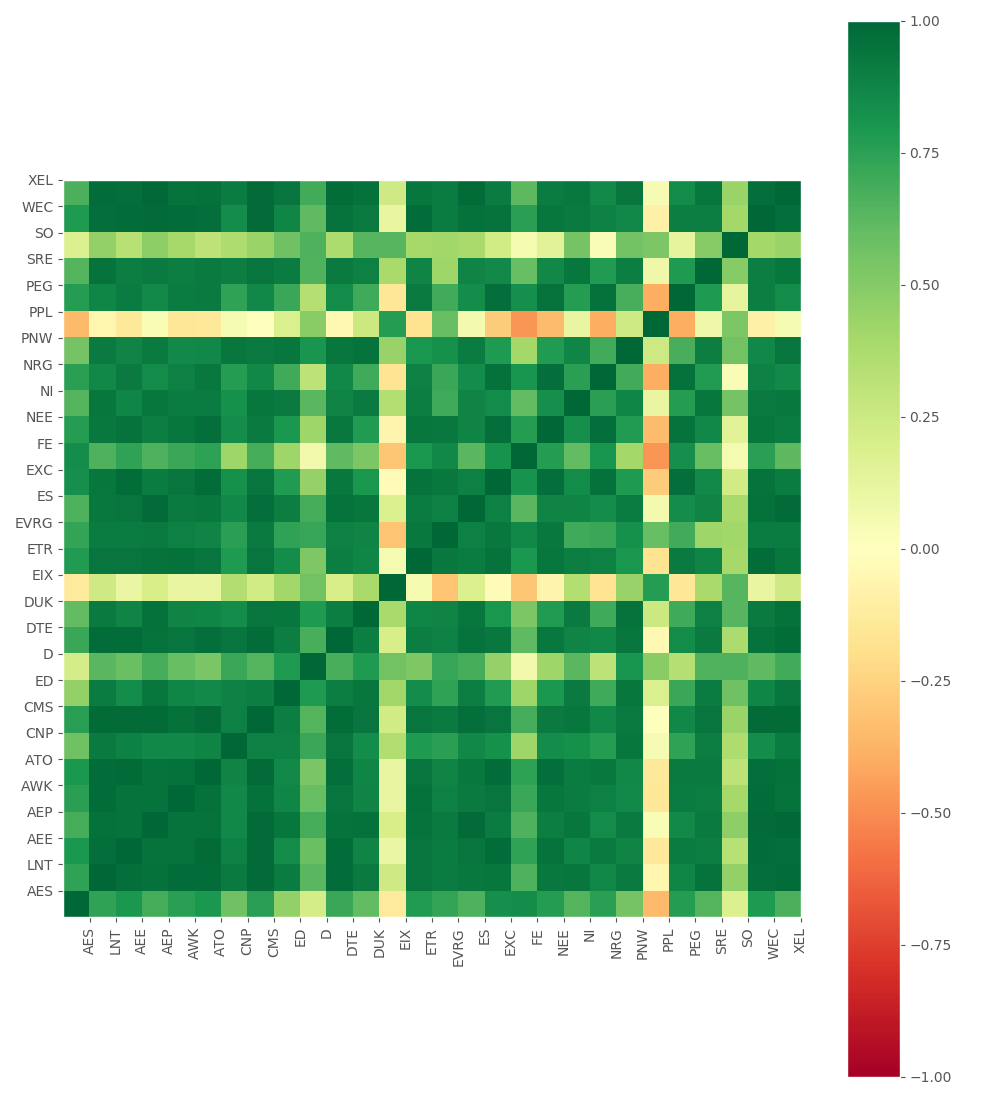 XEL
WEC
SO
SRE
PEG
PPL
PNW
NRG
NI
NEE
FE
EXC
ES
EVRG
ETR
EIX
DUK
DTE
D
ED
CMS
CNP
ATO
AWK
AEP
AEE
LNT
AES
AES LNT AEE AEP AWK ATO CNP CMS ED D DTE DUK EIX ETR EVRG ES EXC FE NEE NI NRG PNW PPL PEG SRE SO WEC XEL
1.00
0.75
0.50
0.25
0.00
−0.25
−0.50
−0.75
−1.00